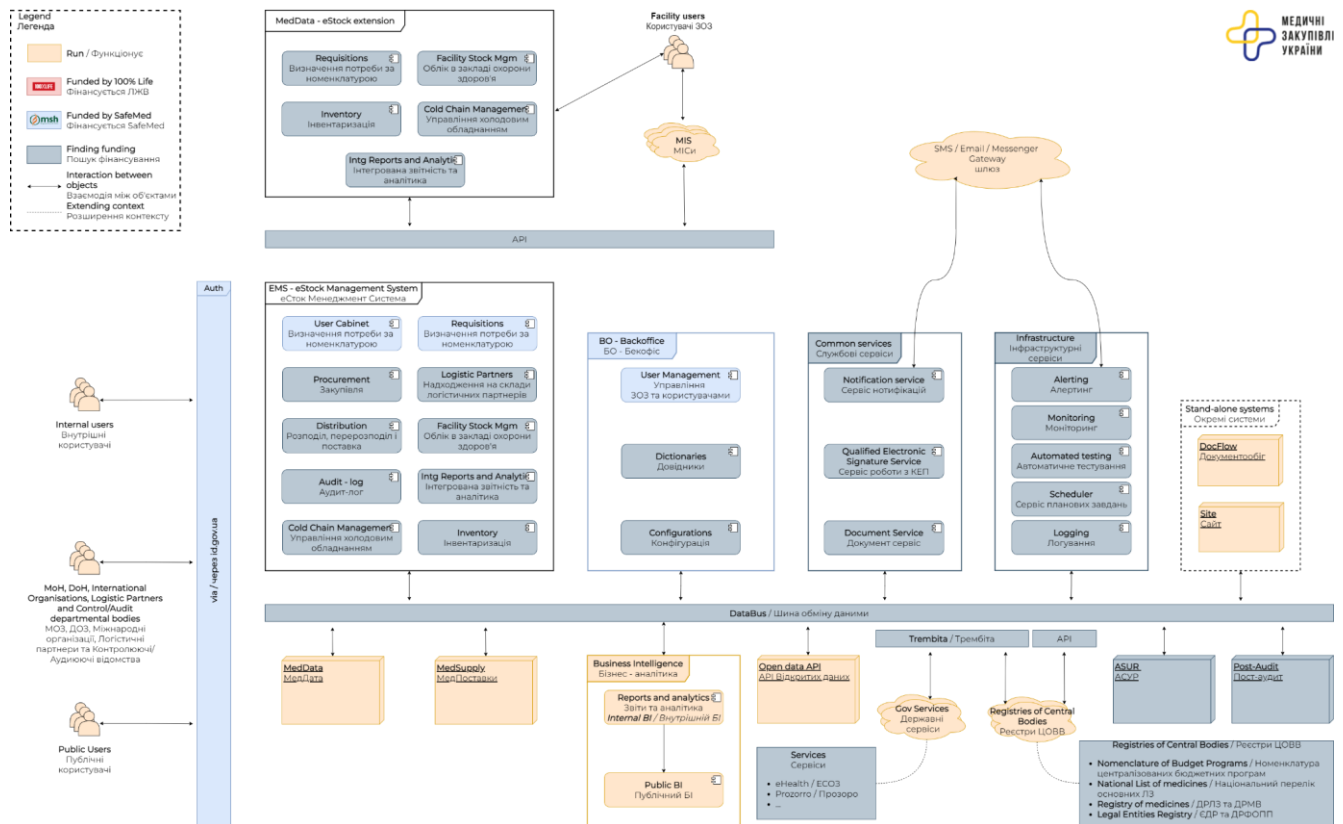 Legend
Легенда
Run / Функціонує
Funded by 100% Life
Фінансується ЛЖВ
msh
Funded by SafeMed
Фінансується SafeMed
Finding funding
Пошук фінансування
Interaction between
objects
Взаємодія між об'єктами
Extending context
Розширення контексту
MedData - eStock extension
Requisitions
Визначення потреби за
номенклатурою
Facility Stock Mgm
Облік в закладі охорони
здоров'я
Inventory
Інвентаризація
Cold Chain Management
Управління холодовим
обладнанням
Intg Reports and Analytic
Інтегрована звітність та
аналітика
Facility users
Користувачі ЗОЗ
MIS
МІСи
SMS / Email / Messenger
Gateway
шлюз
МЕДИЧНІ
ЗАКУПІВЛІ
УКРАЇНИ
API
Auth
via / через id.gov.ua
EMS - eStock Management System
еСток Менеджмент Система
User Cabinet
Визначення потреби за
номенклатурою
Requisitions
Визначення потреби за
номенклатурою
Procurement
Закупівля
Logistic Partners
Надходження на склади
логістичних партнерів
Distribution
Розподіл, перерозподіл і
поставка
Facility Stock Mgm
Облік в закладі охорони
здоров'я
Audit - log
Аудит-лог
Intg Reports and Analytic
Інтегрована звітність та
аналітика
Cold Chain Management
Управління холодовим
обладнанням
Inventory
Інвентаризація
BO - Backoffice
БО - Бекофіс
User Management
Управління
ЗОЗ та користувачами
Dictionaries
Довідники
Configurations
Конфігурація
Common services
Службові сервіси
Notification service
Сервіс нотифікацій
Qualified Electronic
Signature Service
Сервіс роботи з КЕП
Document Service
Документ сервіс
Infrastructure
Інфраструктурні
сервіси
Alerting
Алертинг
Monitoring
Моніторинг
Automated testing
Автоматичне тестування
Scheduler
Сервіс планових завдань
Logging
Логування
Stand-alone systems
Окремі системи
DocFlow
Документообіг
Site
Сайт
Internal users
Внутрішні
користувачі
MoH, DoH, International
Organisations, Logistic Partners
and Control/Audit
departmental bodies
МОЗ, ДОЗ, Міжнародні
організації, Логістичні
партнери та Контролюючі/
Аудиюючі відомства
Public Users
Публічні
користувачі
DataBus / Шина обміну даними
MedData
МедДата
MedSupply
МедПоставки
Business Intelligence
Бізнес - аналітика
Reports and analytics
Звіти та аналітика
Internal BI / Внутрішній БІ
Public BI
Публічний БІ
Open data API
API Відкритих даних
Trembita / Трембіта
API
Gov Services
Державні
сервіси
Registries of Central
Bodies
Реєстри ЦОВВ
ASUR
АСУР
Post-Audit
Пост-аудит
Services
Сервіси
• eHealth / ЕСОЗ
• Prozorro / Прозоро
• ...
Registries of Central Bodies / Реєстри ЦОВВ
• Nomenclature of Budget Programs / Номенклатура
централізованих бюджетних програм
• National List of medicines / Національний перелік
основних ЛЗ
• Registry of medicines / ДРЛЗ та ДРМВ
• Legal Entities Registry / ЄДР та ДРФОПП